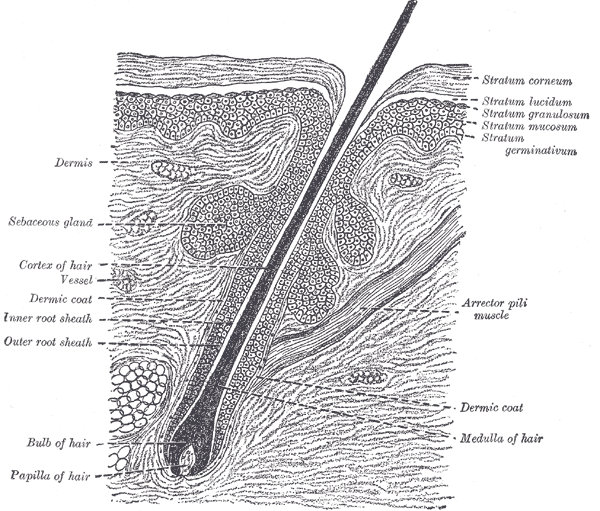 Stratum corneum
Stratum lucidum
Stratum granulosum
Stratum mucosum
Stratum
germinativum
Dermis
Sebaceous gland
Cortex of hair
Vessel
Dermic coat
Inner root sheath
Outer root sheath
Bulb of hair
Papilla of hair
Arrector pili
muscle
Dermic coat
Medulla of hair